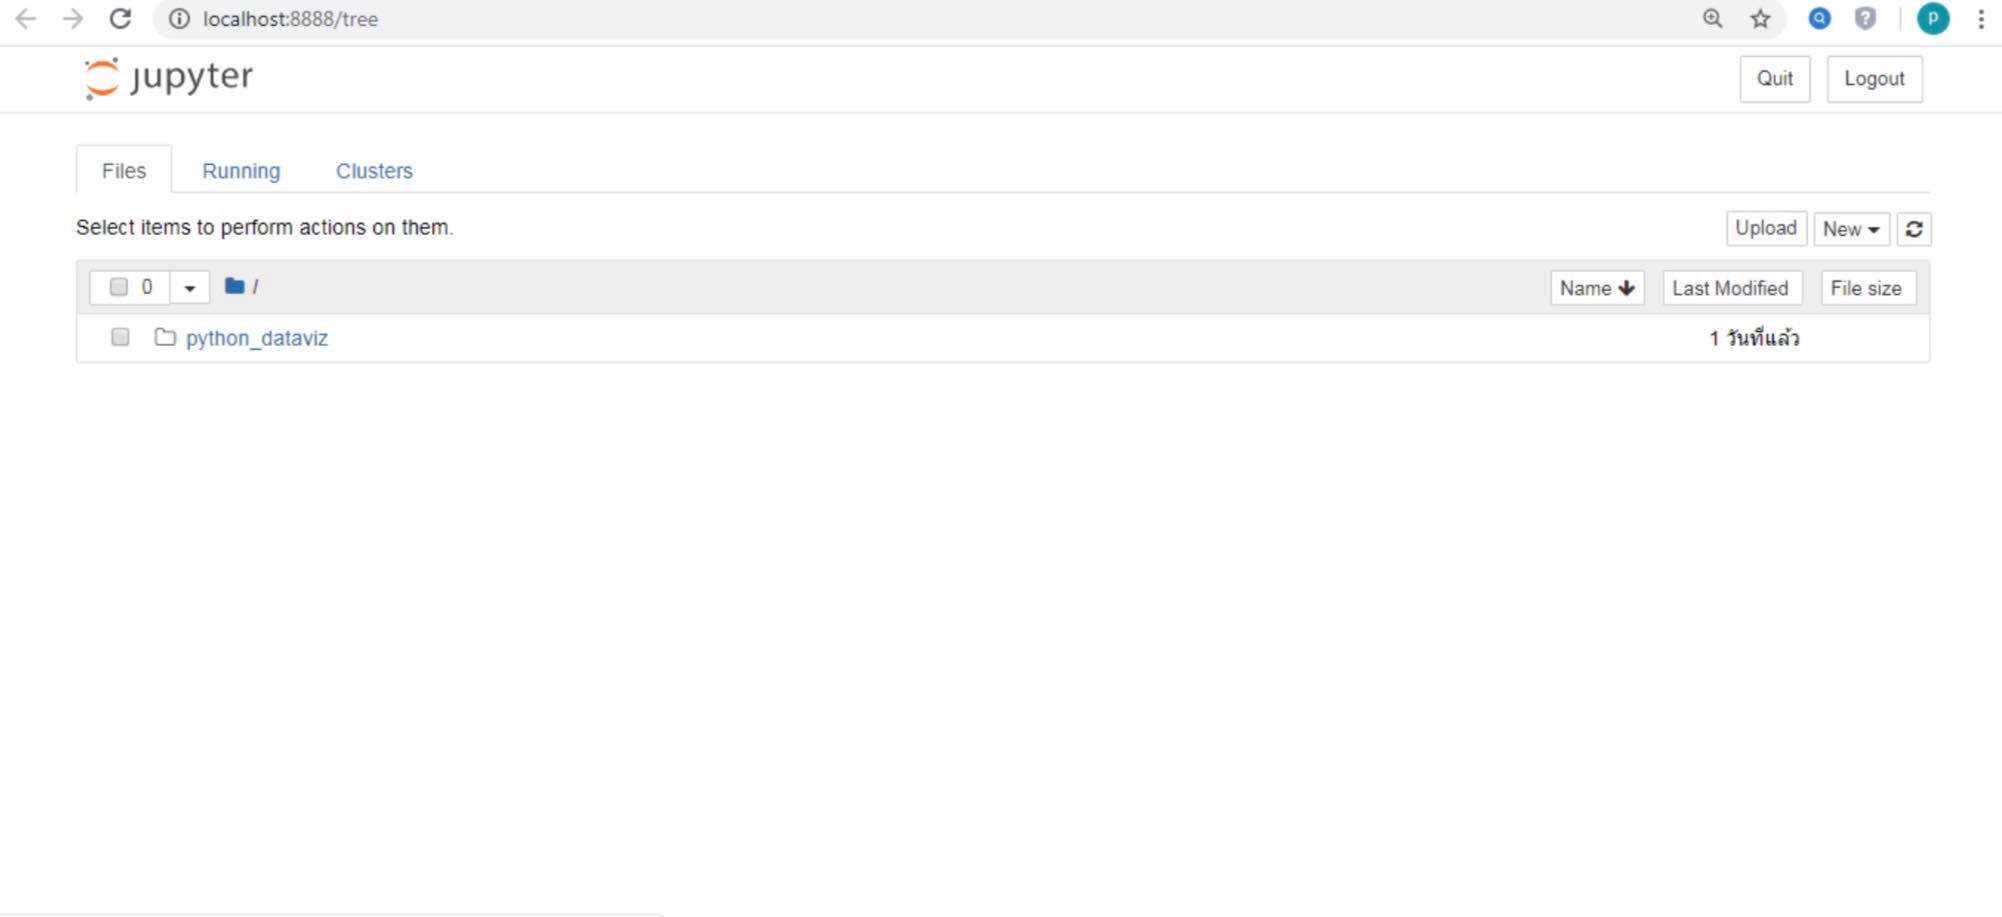 localhost:8888/tree
p
jupyter
Quit Logout
Files Running Clusters
Select items to perform actions on them.
Upload New
0 /
Name Last Modified File size
python_dataviz 1 วันที่แล้ว